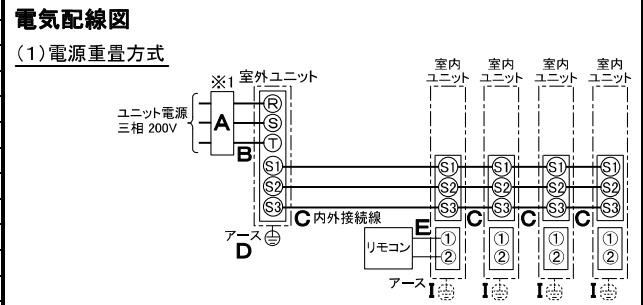 電気配線図
(1)電源重畳方式
※1
室外ユニット
室内
ユニット
室内
ユニット
室内
ユニット
室内
ユニット
ユニット電源
三相 200V
A
R
S
T
B
S1
S2
S3
S1
S2
S3
S1
S2
S3
S1
S2
S3
S1
S2
S3
C 内外接続線
C
C
C
アース
D
リモコン
E
①
②
①
②
①
②
①
②
アース
I
I
I
I